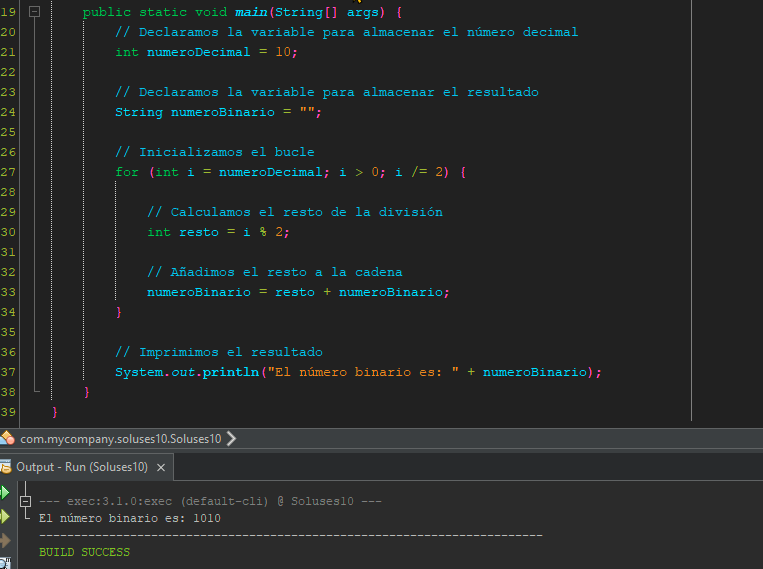 19 public static void main(String[] args) {
20 // Declaramos la variable para almacenar el número decimal
21 int numeroDecimal = 10;
22
23 // Declaramos la variable para almacenar el resultado
24 String numeroBinario = "";
25
26 // Inicializamos el bucle
27 for (int i = numeroDecimal; i > 0; i /= 2) {
28
29 // Calculamos el resto de la división
30 int resto = i % 2;
31
32 // Añadimos el resto a la cadena
33 numeroBinario = resto + numeroBinario;
34 }
35
36 // Imprimimos el resultado
37 System.out.println("El número binario es: " + numeroBinario);
38 }
39 }
com.mycompany.soluses10.Soluses10
Output - Run (Soluses10) ×
--- exec:3.1.0:exec (default-cli) @ Soluses10 ---
El número binario es: 1010
------------------------------------------------------------------------
BUILD SUCCESS